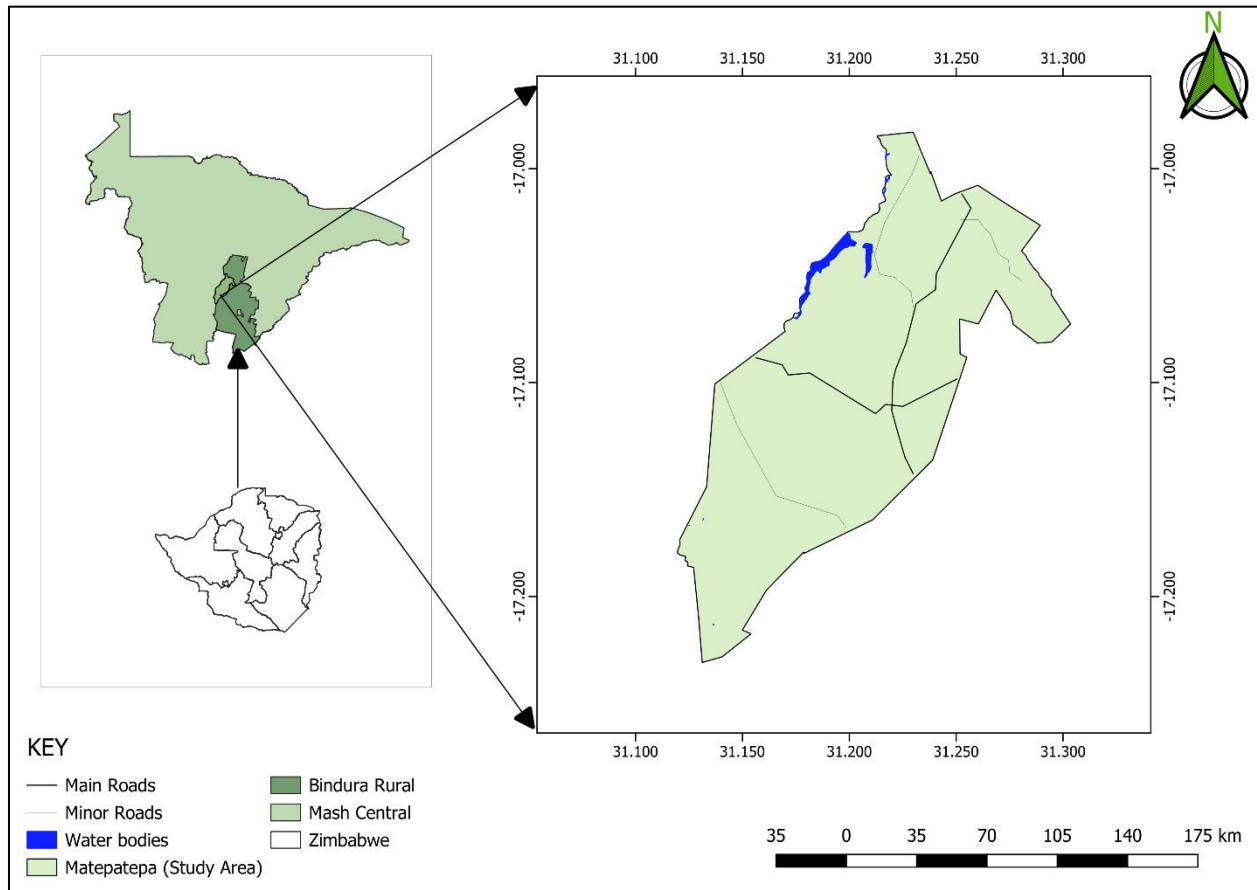 N
31.100 31.150 31.200 31.250 31.300
-17.000 -17.000
-17.100 -17.100
-17.200 -17.200
31.100 31.150 31.200 31.250 31.300
KEY
Main Roads
Minor Roads
Water bodies
Matepatepa (Study Area)
Bindura Rural
Mash Central
Zimbabwe
35 0 35 70 105 140 175 km